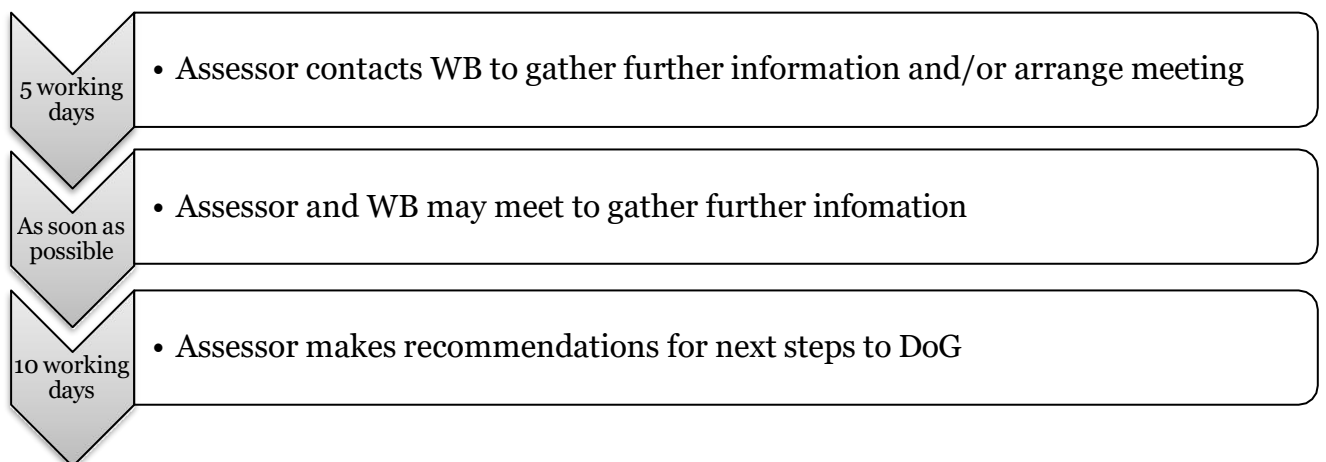 5 working
days
• Assessor contacts WB to gather further information and/or arrange meeting
As soon as
possible
• Assessor and WB may meet to gather further infomation
10 working
days
• Assessor makes recommendations for next steps to DoG